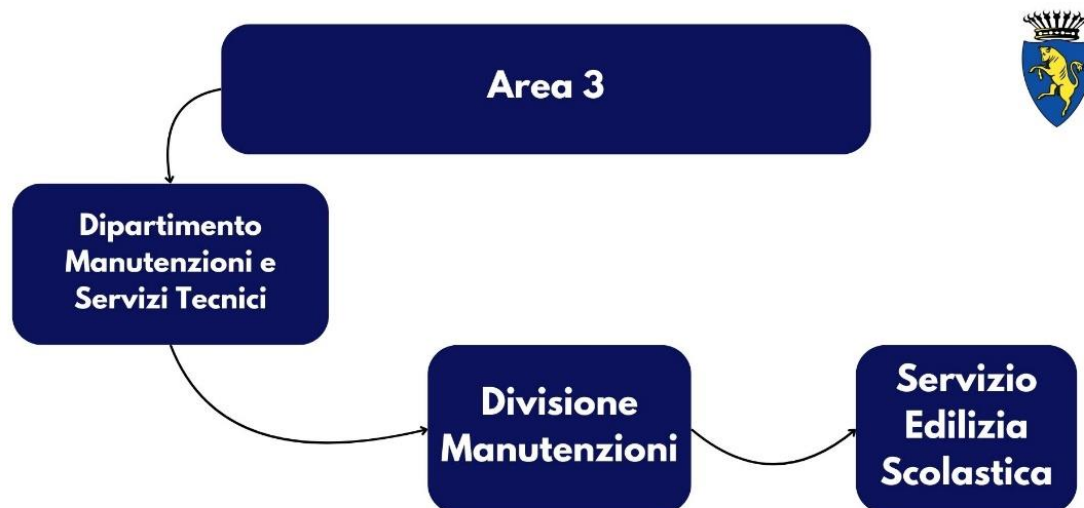 Area 3
Dipartimento
Manutenzioni e
Servizi Tecnici
Divisione
Manutenzioni
Servizio
Edilizia
Scolastica